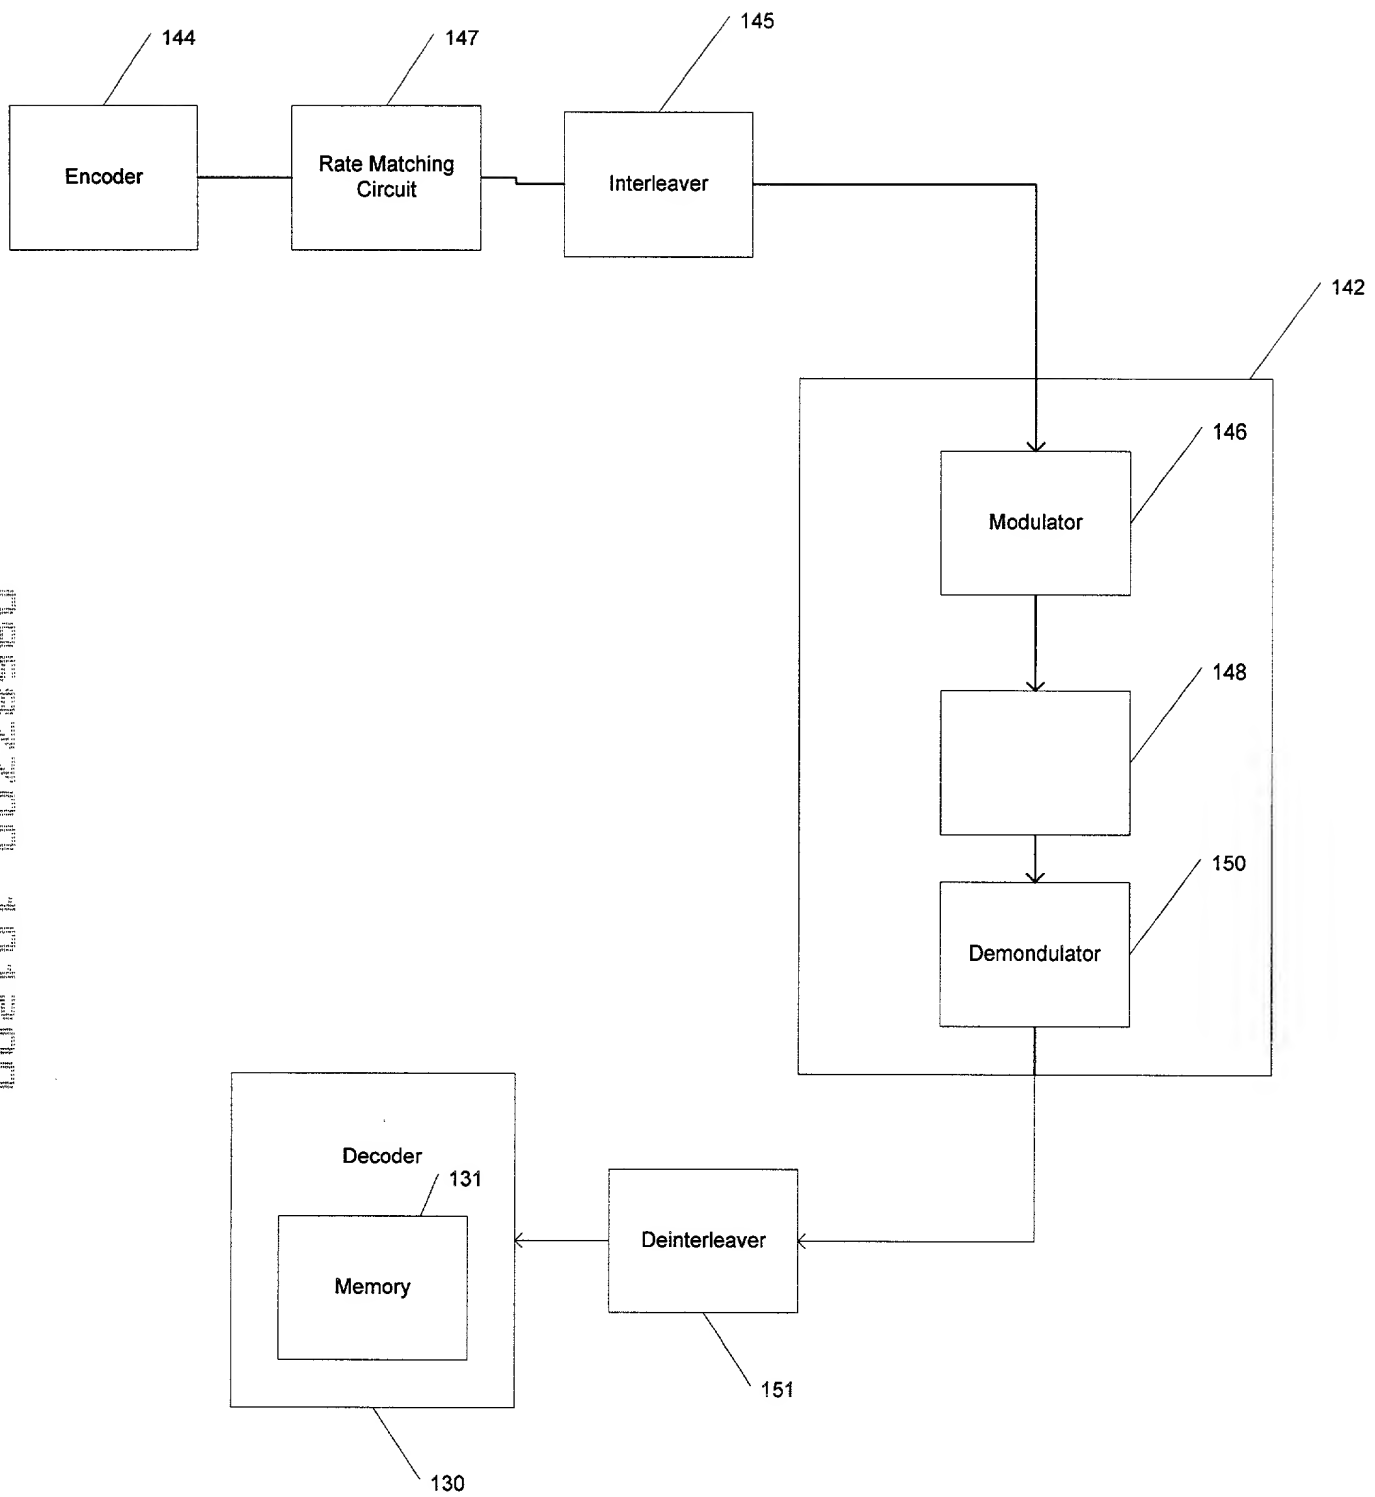 144
147
145
Encoder
Rate Matching
Circuit
Interleaver
142
146
Modulator
148
150
Demondulator
Decoder
131
Memory
Deinterleaver
151
130